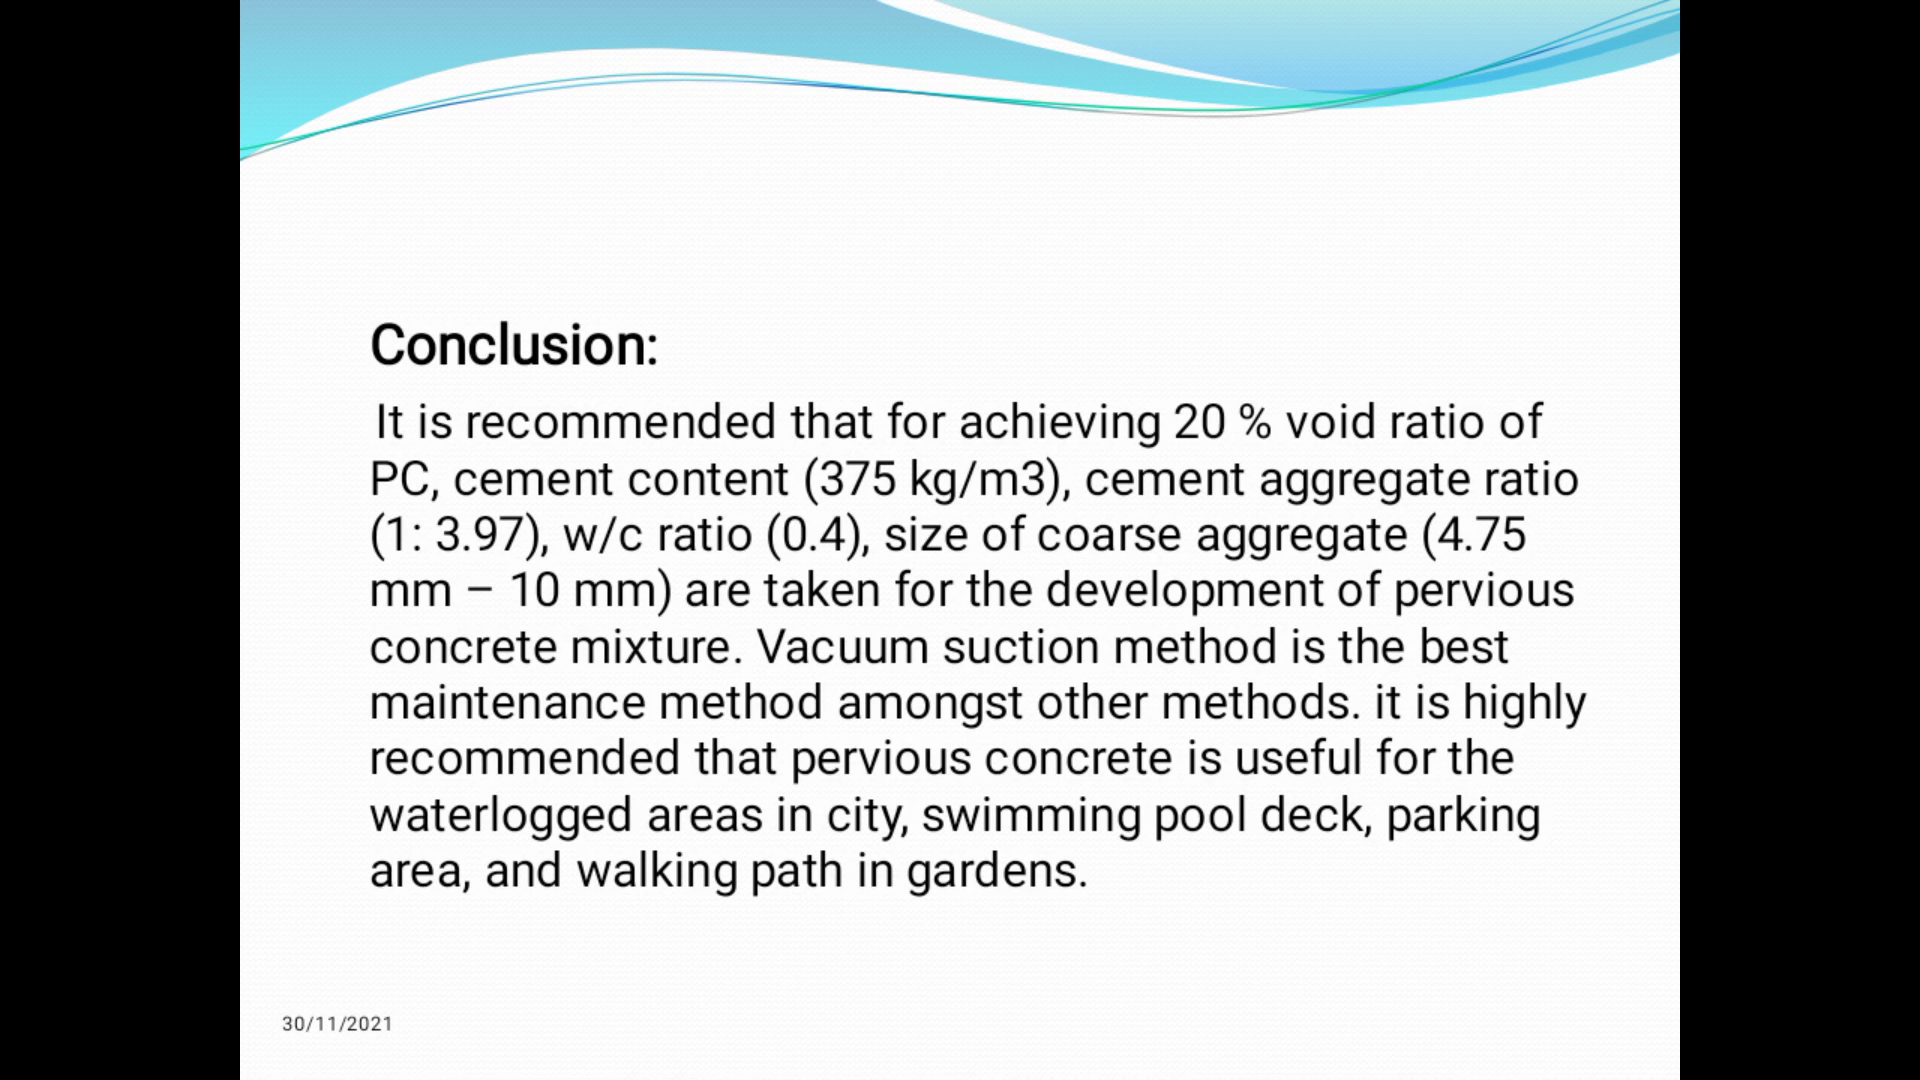 Conclusion:
It is recommended that for achieving 20 % void ratio of
PC, cement content (375 kg/m3), cement aggregate ratio
(1: 3.97), w/c ratio (0.4), size of coarse aggregate (4.75
mm – 10 mm) are taken for the development of pervious
concrete mixture. Vacuum suction method is the best
maintenance method amongst other methods. it is highly
recommended that pervious concrete is useful for the
waterlogged areas in city, swimming pool deck, parking
area, and walking path in gardens.
30/11/2021